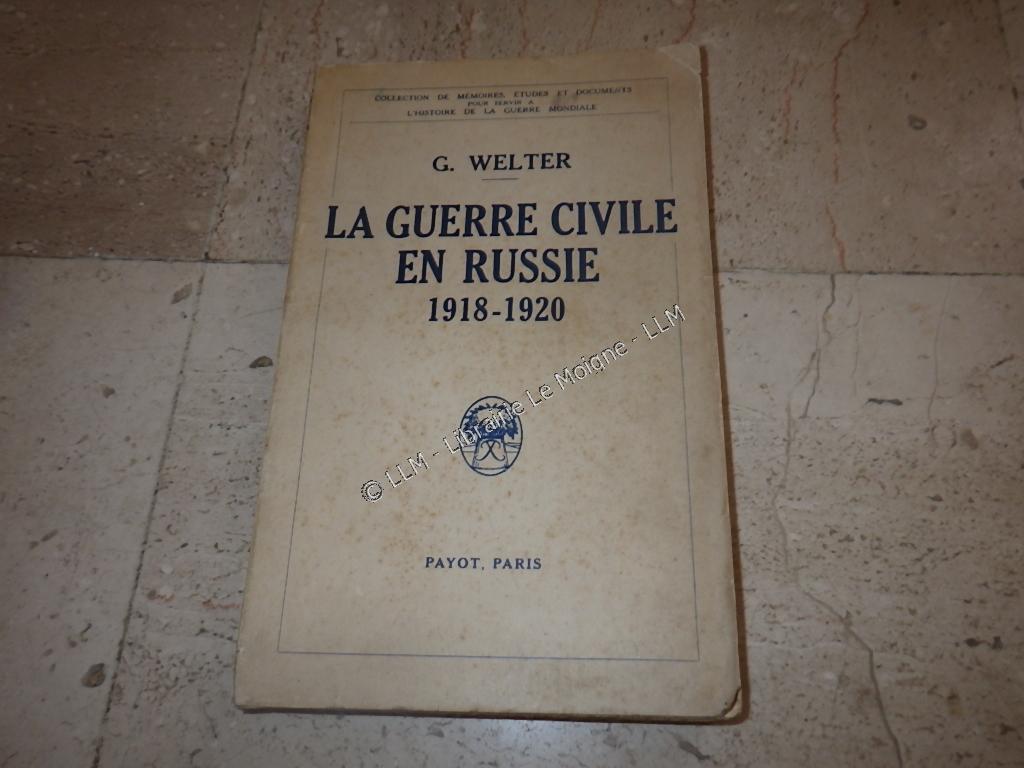 COLLECTION DE MÉMOIRES, ÉTUDES ET DOCUMENTS
POUR SERVIR A
L'HISTOIRE DE LA GUERRE MONDIALE
G. WELTER
LA GUERRE CIVILE
EN RUSSIE
1918-1920
© LLM - Librairie Le Moigne - LLM
PAYOT, PARIS